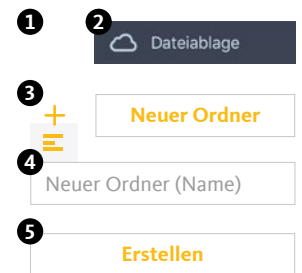 1 2
Dateiablage
3
Neuer Ordner
4
Neuer Ordner (Name)
5
Erstellen